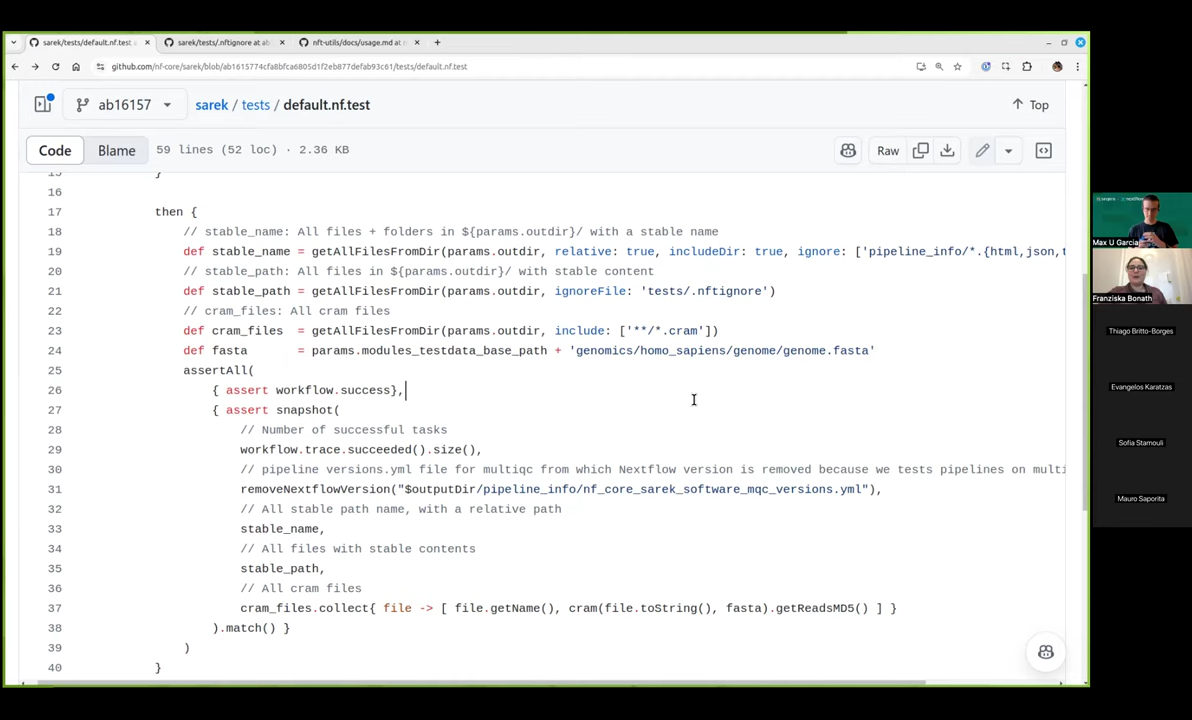 sarek/tests/default.nf.test
sarek/tests/.nftignore at ab
nft-utils/docs/usage.md at
github.com/nf-core/sarek/blob/ab1615774cfa8bfca6805d1f2eb877defab93c61/tests/default.nf.test
ab16157
sarek / tests / default.nf.test
Top
Code
Blame
59 lines (52 loc) · 2.36 KB
Raw
15 }
16
17 then {
18 // stable_name: All files + folders in ${params.outdir}/ with a stable name
19 def stable_name = getAllFilesFromDir(params.outdir, relative: true, includeDir: true, ignore: ['pipeline_info/*.{html,json,t
20 // stable_path: All files in ${params.outdir}/ with stable content
21 def stable_path = getAllFilesFromDir(params.outdir, ignoreFile: 'tests/.nftignore')
22 // cram_files: All cram files
23 def cram_files  = getAllFilesFromDir(params.outdir, include: ['**/*.cram'])
24 def fasta       = params.modules_testdata_base_path + 'genomics/homo_sapiens/genome/genome.fasta'
25 assertAll(
26 { assert workflow.success},
27 { assert snapshot(
28 // Number of successful tasks
29 workflow.trace.succeeded().size(),
30 // pipeline versions.yml file for multiqc from which Nextflow version is removed because we tests pipelines on multi
31 removeNextflowVersion("$outputDir/pipeline_info/nf_core_sarek_software_mqc_versions.yml"),
32 // All stable path name, with a relative path
33 stable_name,
34 // All files with stable contents
35 stable_path,
36 // All cram files
37 cram_files.collect{ file -> [ file.getName(), cram(file.toString(), fasta).getReadsMD5() ] }
38 ).match() }
39 )
40 }
Max U Garcia
Franziska Bonath
Thiago Britto-Borges
Evangelos Karatzas
Sofia Stamouli
Mauro Saporita